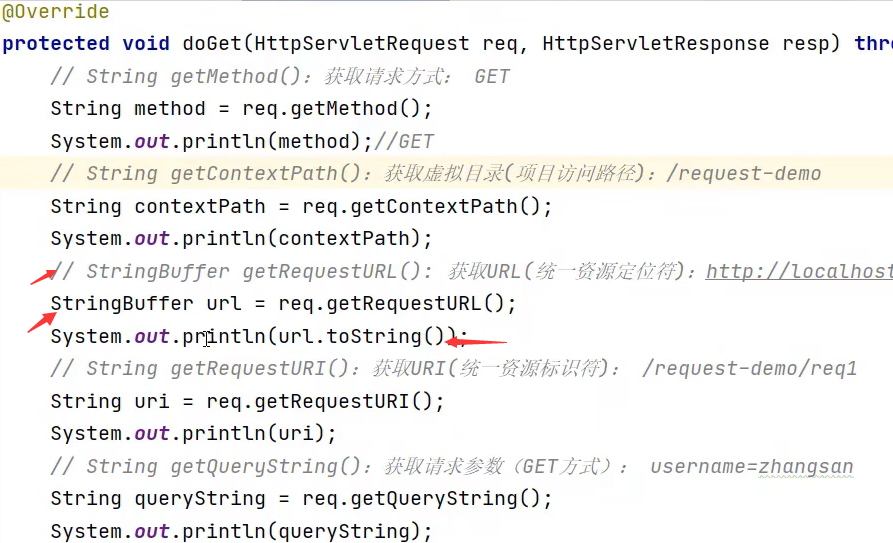 @Override
protected void doGet(HttpServletRequest req, HttpServletResponse resp) thro
// String getMethod()：获取请求方式： GET
String method = req.getMethod();
System.out.println(method);//GET
// String getContextPath()：获取虚拟目录(项目访问路径)：/request-demo
String contextPath = req.getContextPath();
System.out.println(contextPath);
// StringBuffer getRequestURL(): 获取URL(统一资源定位符)：http://localhost
StringBuffer url = req.getRequestURL();
System.out.println(url.toString());
// String getRequestURI()：获取URI(统一资源标识符)： /request-demo/req1
String uri = req.getRequestURI();
System.out.println(uri);
// String getQueryString()：获取请求参数（GET方式）： username=zhangsan
String queryString = req.getQueryString();
System.out.println(queryString);